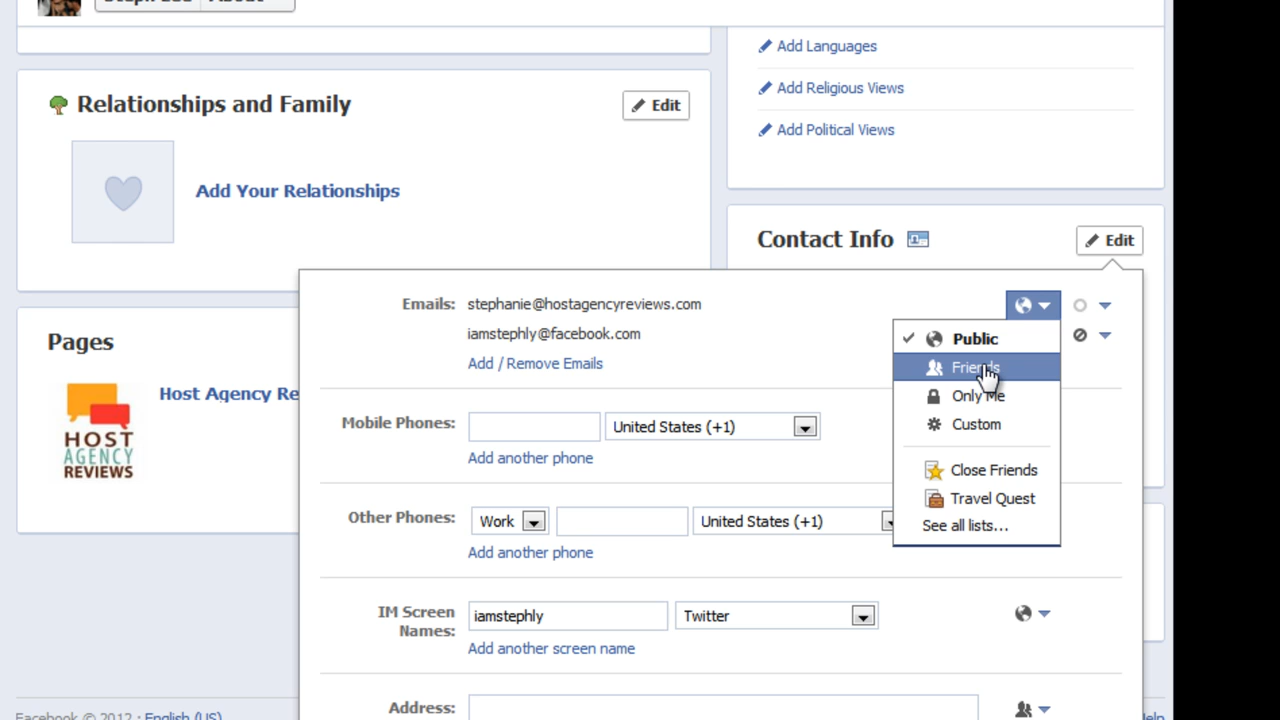 Add Languages
Add Religious Views
Add Political Views
Relationships and Family
Edit
Add Your Relationships
Contact Info
Edit
Pages
Host Agency Re
HOST
AGENCY
REVIEWS
Emails: stephanie@hostagencyreviews.com
iamstephly@facebook.com
Add / Remove Emails
Public
Friends
Only Me
Custom
Close Friends
Travel Quest
See all lists...
Mobile Phones: United States (+1)
Add another phone
Other Phones: Work United States (+1)
Add another phone
IM Screen
Names: iamstephly Twitter
Add another screen name
Address:
Facebook © 2012 · English (US)
Help